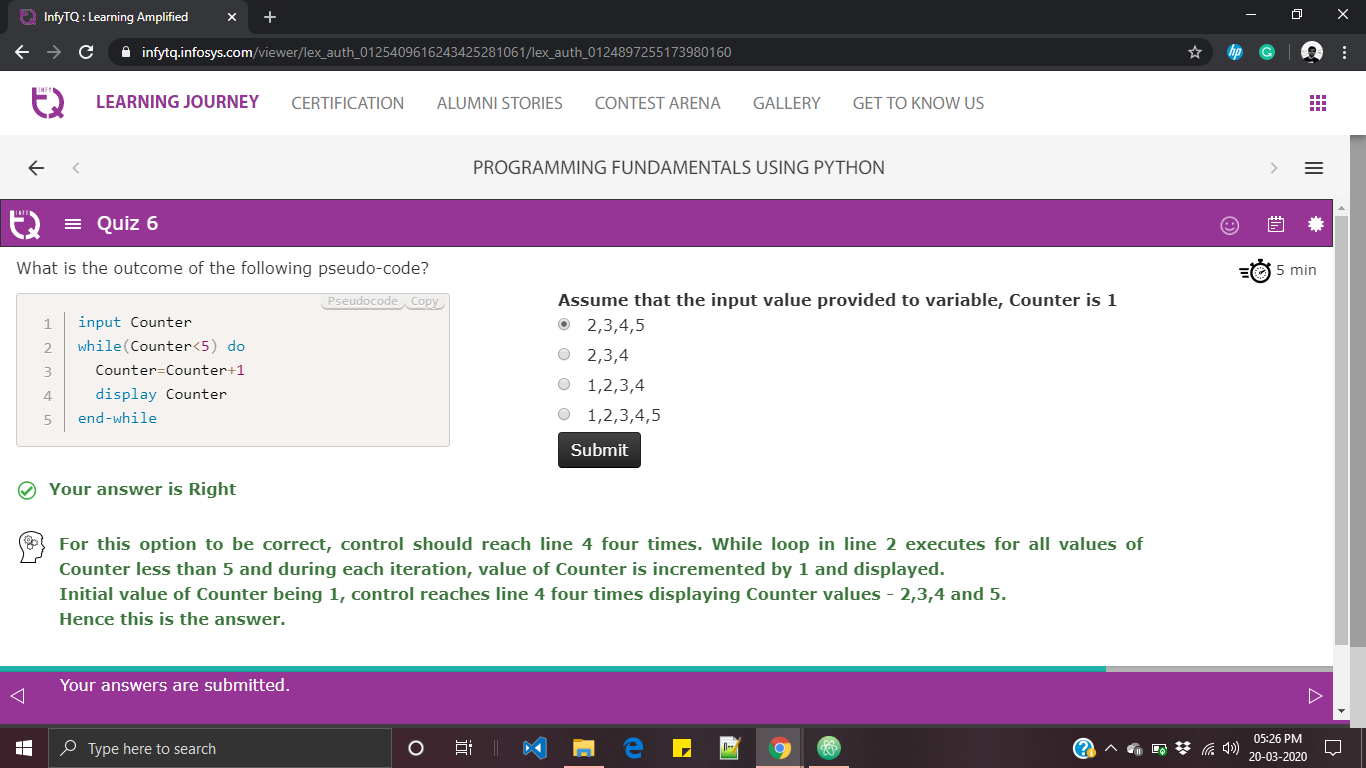 InfyTQ : Learning Amplified
infytq.infosys.com/viewer/lex_auth_0125409616243425281061/lex_auth_0124897255173980160
LEARNING JOURNEY CERTIFICATION ALUMNI STORIES CONTEST ARENA GALLERY GET TO KNOW US
PROGRAMMING FUNDAMENTALS USING PYTHON
Quiz 6
What is the outcome of the following pseudo-code?
5 min
Pseudocode Copy
1 input Counter
2 while(Counter<5) do
3 Counter=Counter+1
4 display Counter
5 end-while
Assume that the input value provided to variable, Counter is 1
2,3,4,5
2,3,4
1,2,3,4
1,2,3,4,5
Submit
Your answer is Right
For this option to be correct, control should reach line 4 four times. While loop in line 2 executes for all values of
Counter less than 5 and during each iteration, value of Counter is incremented by 1 and displayed.
Initial value of Counter being 1, control reaches line 4 four times displaying Counter values - 2,3,4 and 5.
Hence this is the answer.
Your answers are submitted.
Type here to search
05:26 PM
20-03-2020